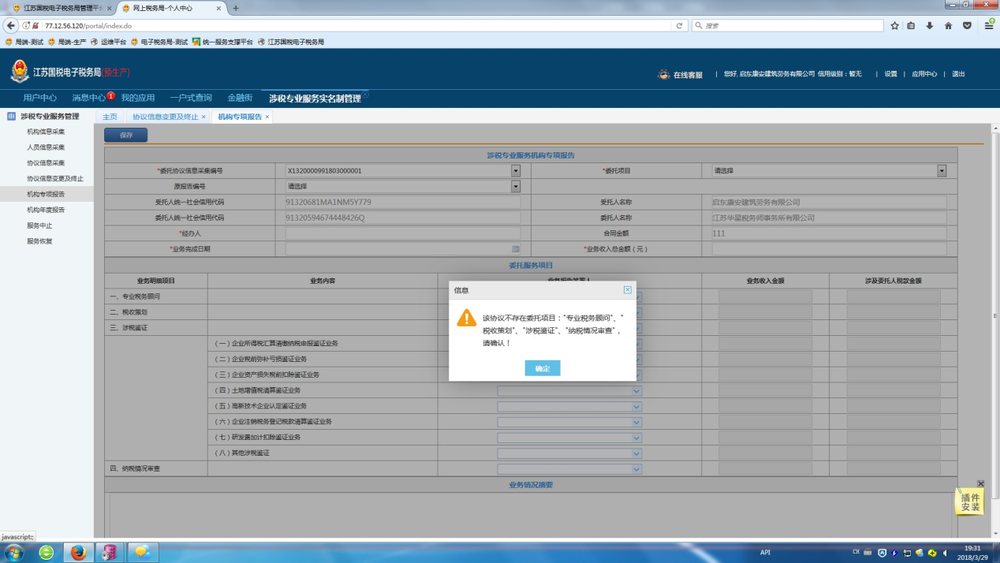 江苏国税电子税务局管理平台
网上税务局-个人中心
77.12.56.120/portal/index.do
搜索
局端-测试 局端-生产 运维平台 电子税务局-测试 统一服务支撑平台 江苏国税电子税务局
江苏国税电子税务局(预生产)
在线客服 | 您好, 启东康安建筑劳务有限公司 信用级别：暂无 | 设置 | 应用中心 | 退出
用户中心 消息中心 1 我的应用 一户式查询 金融街 涉税专业服务实名制管理
涉税专业服务管理
主页 协议信息变更及终止 × 机构专项报告 ×
机构信息采集
人员信息采集
协议信息采集
协议信息变更及终止
机构专项报告
机构年度报告
服务中止
服务恢复
保存
涉税专业服务机构专项报告
*委托协议信息采集编号 X1320000991803000001 *委托项目 请选择
原报告编号 请选择
受托人统一社会信用代码 91320681MA1NM5Y779 受托人名称 启东康安建筑劳务有限公司
委托人统一社会信用代码 91320594674448426Q 委托人名称 江苏华星税务师事务所有限公司
*经办人 合同金额 111
*业务完成日期 *业务收入总金额（元）
委托服务项目
业务明细项目 业务内容 业务报告签署人 业务收入金额 涉及委托人税款金额
一、专业税务顾问
二、税收策划
三、涉税鉴证
（一）企业所得税汇算清缴纳税申报鉴证业务
（二）企业税前弥补亏损鉴证业务
（三）企业资产损失税前扣除鉴证业务
（四）土地增值税清算鉴证业务
（五）高新技术企业认定鉴证业务
（六）企业注销税务登记税款清算鉴证业务
（七）研发费加计扣除鉴证业务
（八）其他涉税鉴证
四、纳税情况审查
业务情况摘要
信息
该协议不存在委托项目："专业税务顾问"、"
税收策划"、"涉税鉴证"、"纳税情况审查"，
请确认！
确定
插件
安装
javascript:;
API
CH
19:31
2018/3/29